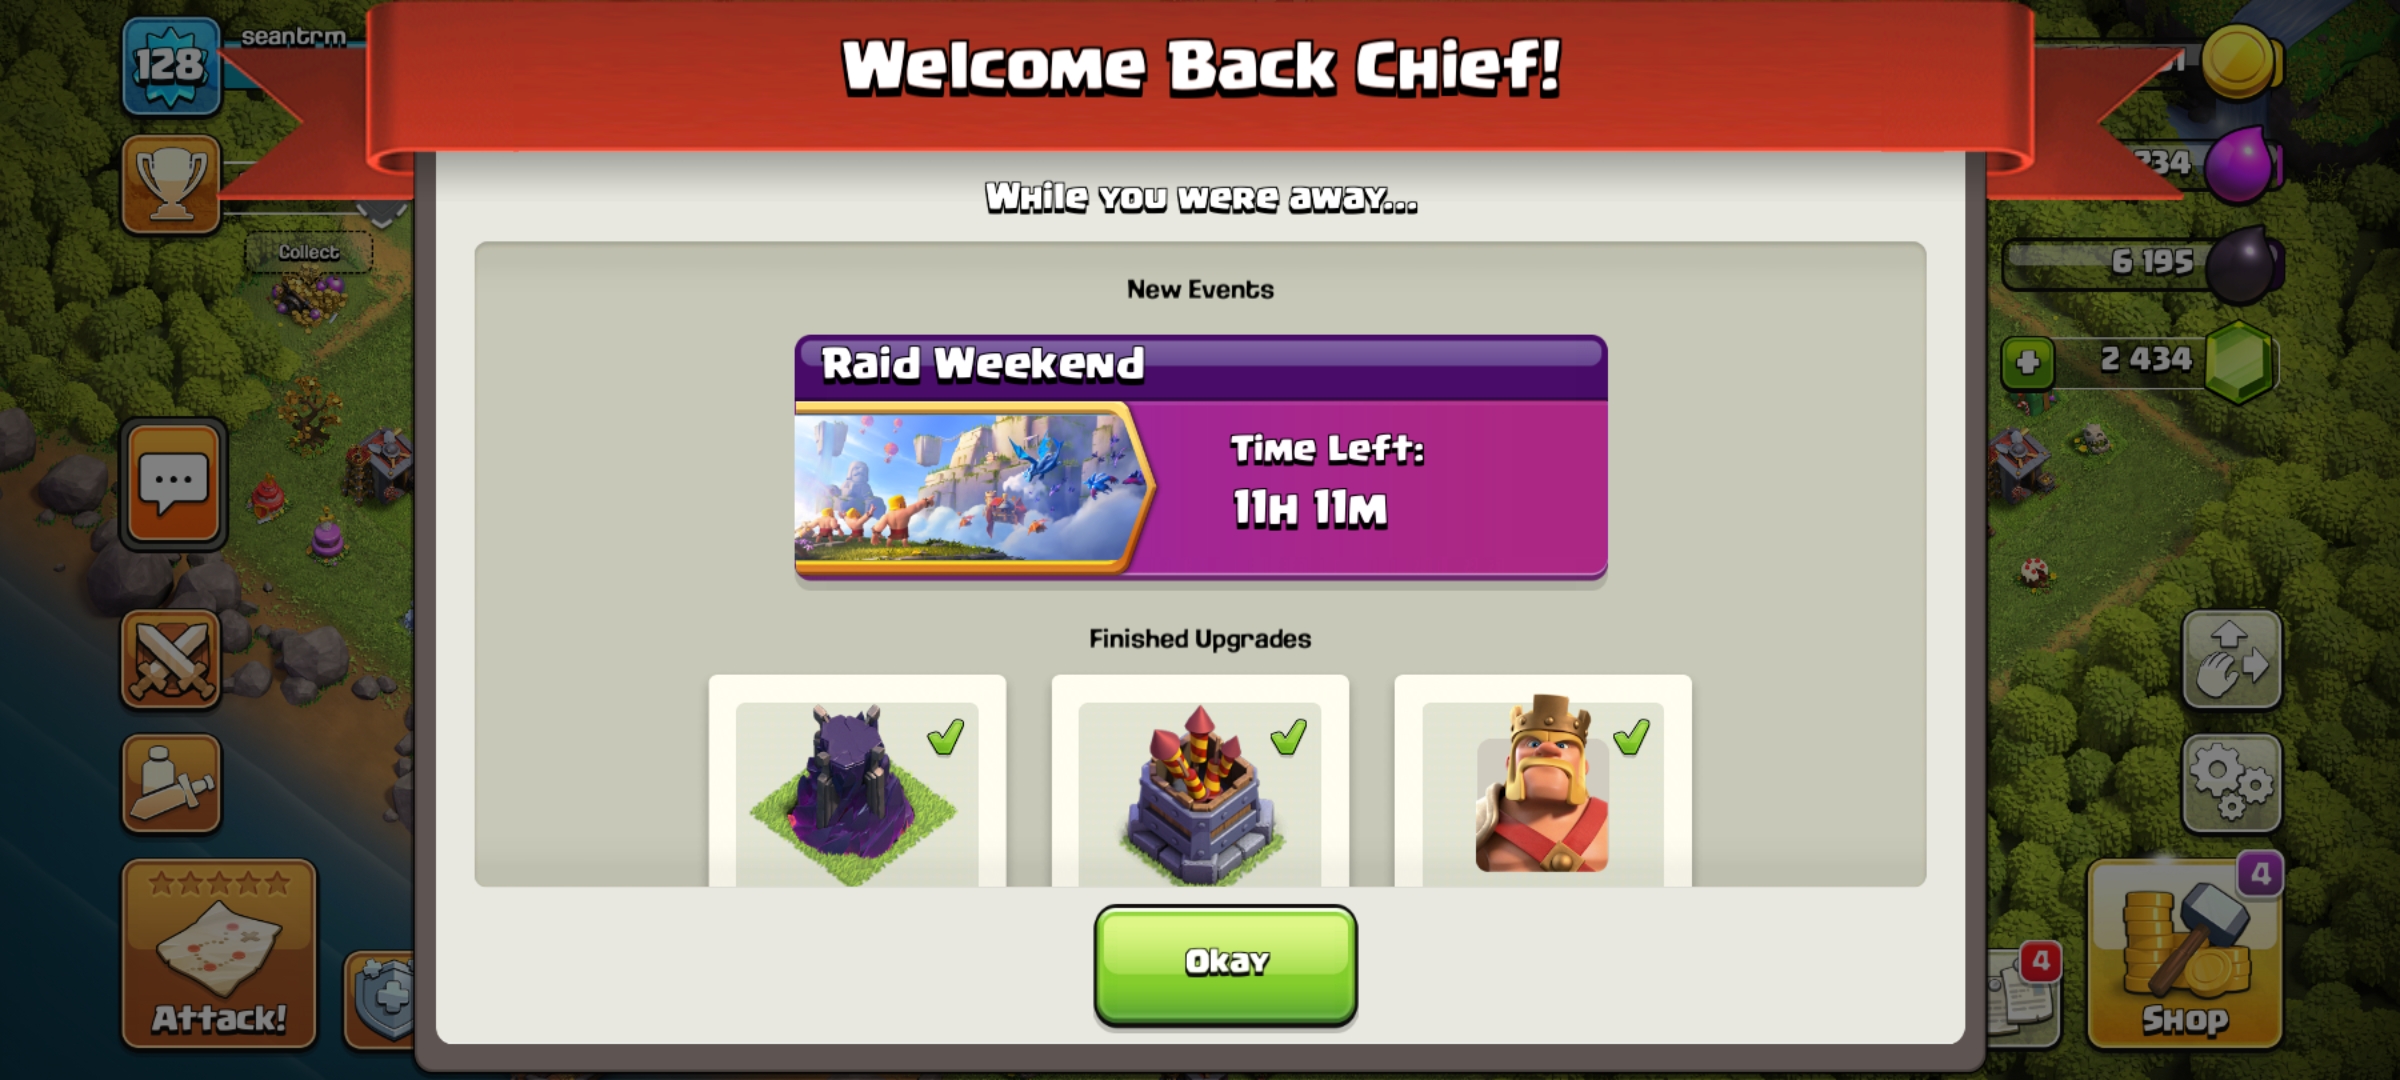 128
seantrm
Welcome Back Chief!
While you were away...
Collect
234
6 195
2 434
New Events
Raid Weekend
Time Left:
11H 11M
Finished Upgrades
Okay
Attack!
4
4
Shop